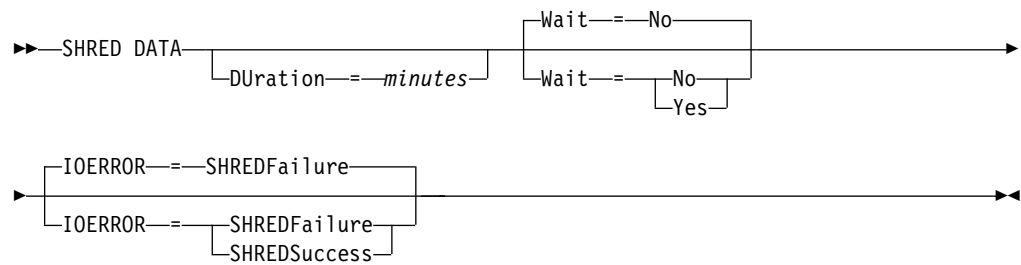 Wait = No
SHRED DATA
DUration = minutes
Wait = No
Yes
IOERROR = SHREDFailure
IOERROR = SHREDFailure
SHREDSuccess